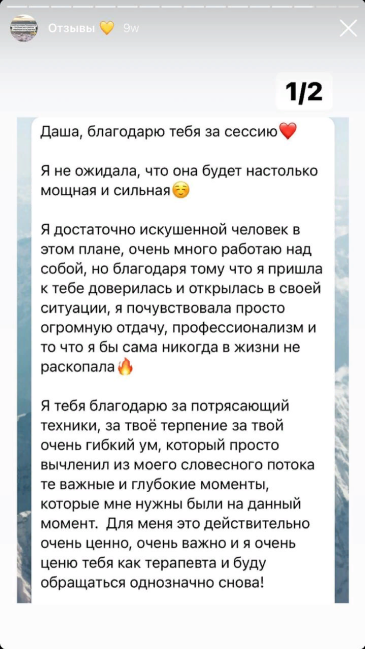 Отзывы 💛 9w
1/2
Даша, благодарю тебя за сессию❤️
Я не ожидала, что она будет настолько
мощная и сильная☺️
Я достаточно искушенной человек в
этом плане, очень много работаю над
собой, но благодаря тому что я пришла
к тебе доверилась и открылась в своей
ситуации, я почувствовала просто
огромную отдачу, профессионализм и
то что я бы сама никогда в жизни не
раскопала🔥
Я тебя благодарю за потрясающий
техники, за твоё терпение за твой
очень гибкий ум, который просто
вычленил из моего словесного потока
те важные и глубокие моменты,
которые мне нужны были на данный
момент.  Для меня это действительно
очень ценно, очень важно и я очень
ценю тебя как терапевта и буду
обращаться однозначно снова!